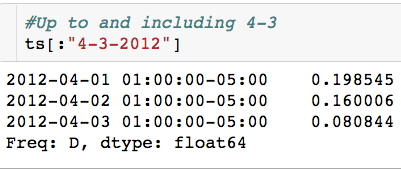 #Up to and including 4-3
ts[:"4-3-2012"]
2012-04-01 01:00:00-05:00    0.198545
2012-04-02 01:00:00-05:00    0.160006
2012-04-03 01:00:00-05:00    0.080844
Freq: D, dtype: float64